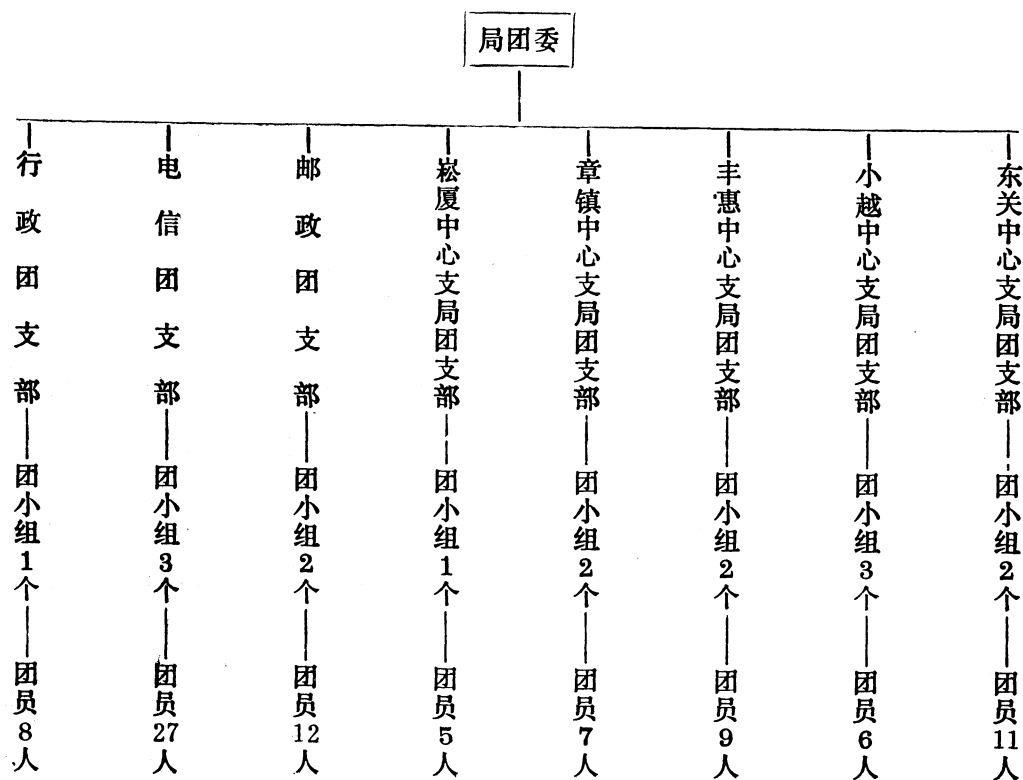 局团委
行政团支部
团小组1个
团员8人
电信团支部
团小组3个
团员27人
邮政团支部
团小组2个
团员12人
崧厦中心支局团支部
团小组1个
团员5人
章镇中心支局团支部
团小组2个
团员7人
丰惠中心支局团支部
团小组2个
团员9人
小越中心支局团支部
团小组3个
团员6人
东关中心支局团支部
团小组2个
团员11人